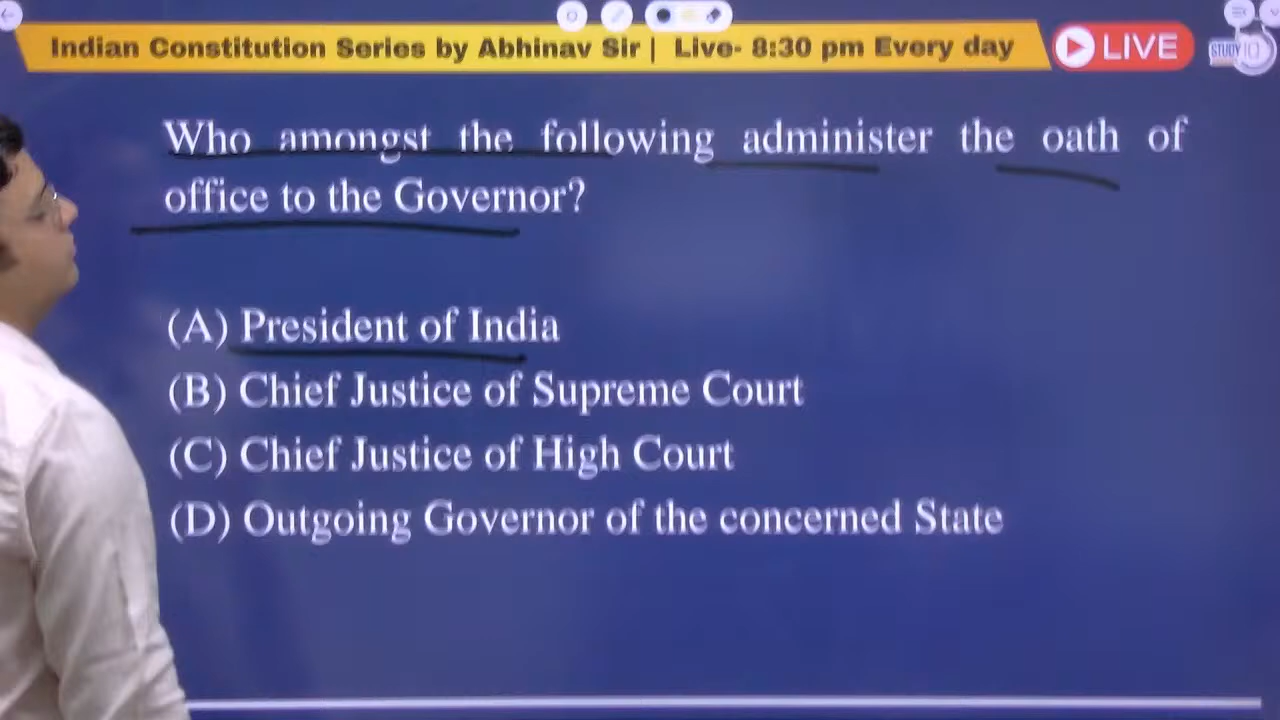 Indian Constitution Series by Abhinav Sir | Live- 8:30 pm Every day
LIVE
STUDY IQ
Who amongst the following administer the oath of
office to the Governor?
(A) President of India
(B) Chief Justice of Supreme Court
(C) Chief Justice of High Court
(D) Outgoing Governor of the concerned State